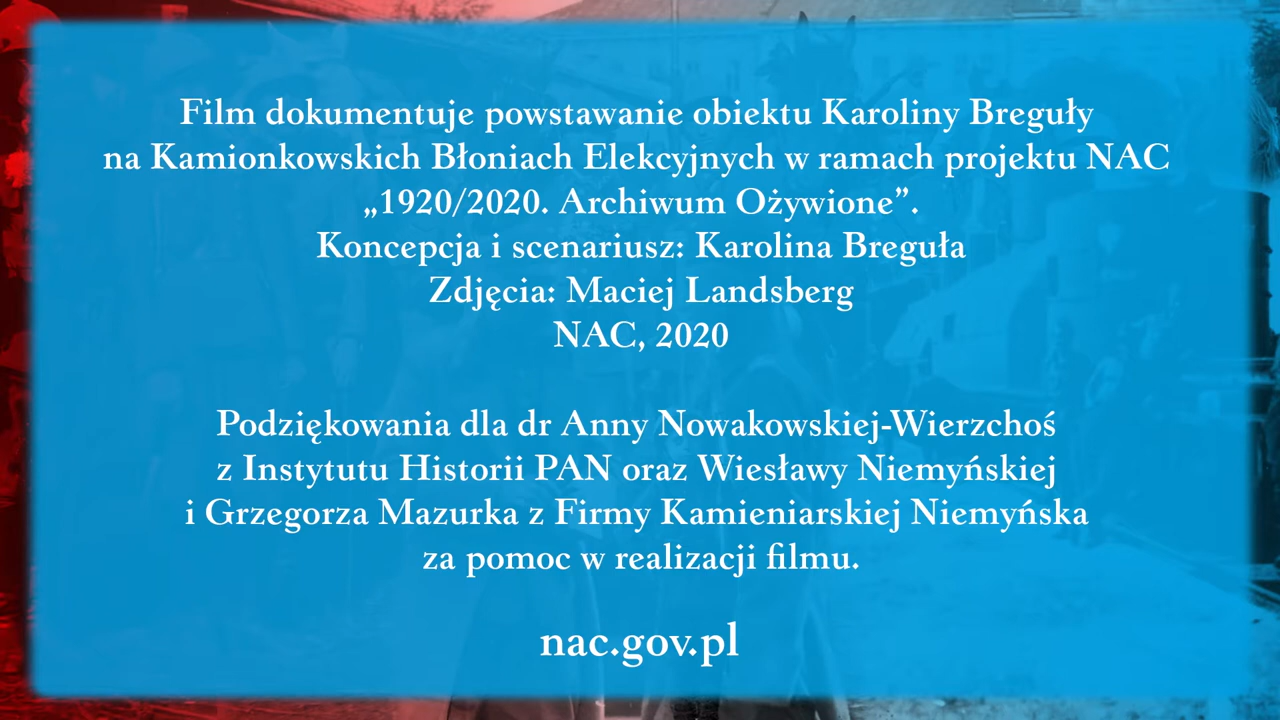 Film dokumentuje powstawanie obiektu Karoliny Breguły
na Kamionkowskich Błoniach Elekcyjnych w ramach projektu NAC
„1920/2020. Archiwum Ożywione”.
Koncepcja i scenariusz: Karolina Breguła
Zdjęcia: Maciej Landsberg
NAC, 2020
Podziękowania dla dr Anny Nowakowskiej-Wierzchoś
z Instytutu Historii PAN oraz Wiesławy Niemyńskiej
i Grzegorza Mazurka z Firmy Kamieniarskiej Niemyńska
za pomoc w realizacji filmu.
nac.gov.pl